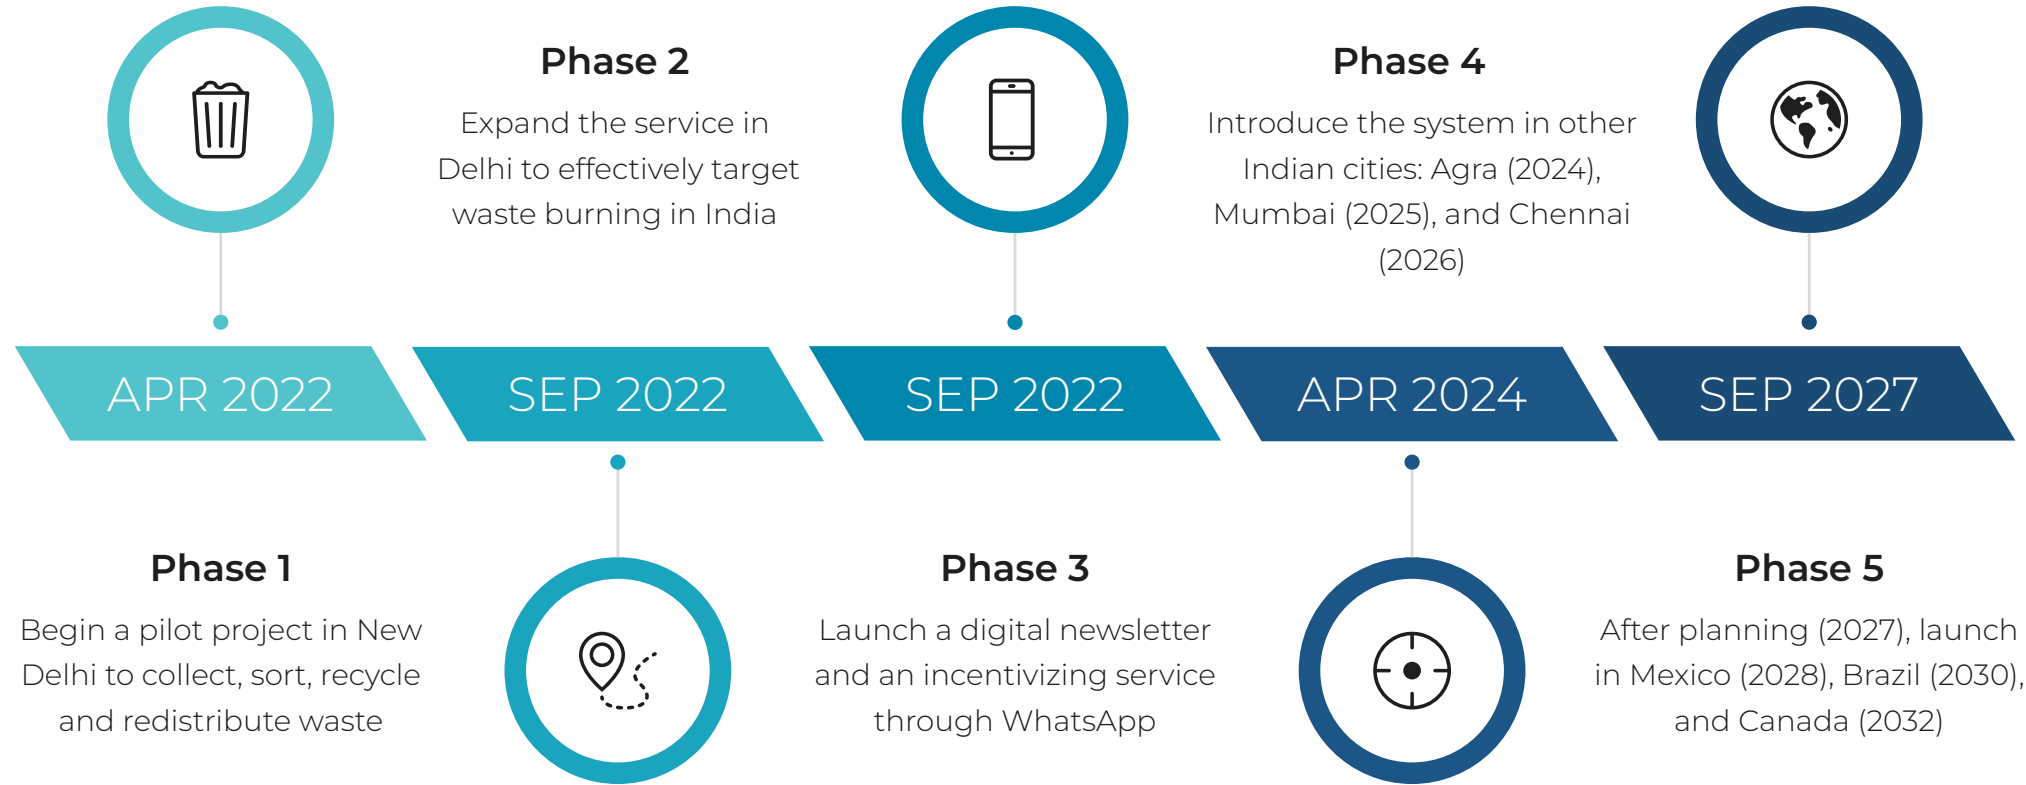 Phase 2
Expand the service in
Delhi to effectively target
waste burning in India
Phase 4
Introduce the system in other
Indian cities: Agra (2024),
Mumbai (2025), and Chennai
(2026)
APR 2022
SEP 2022
SEP 2022
APR 2024
SEP 2027
Phase 1
Begin a pilot project in New
Delhi to collect, sort, recycle
and redistribute waste
Phase 3
Launch a digital newsletter
and an incentivizing service
through WhatsApp
Phase 5
After planning (2027), launch
in Mexico (2028), Brazil (2030),
and Canada (2032)